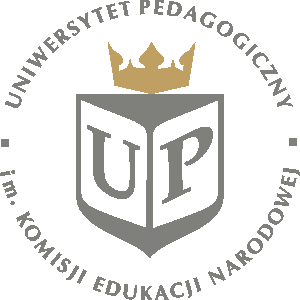 UNIWERSYTET PEDAGOGICZNY
UP
im. KOMISJI EDUKACJI NARODOWEJ